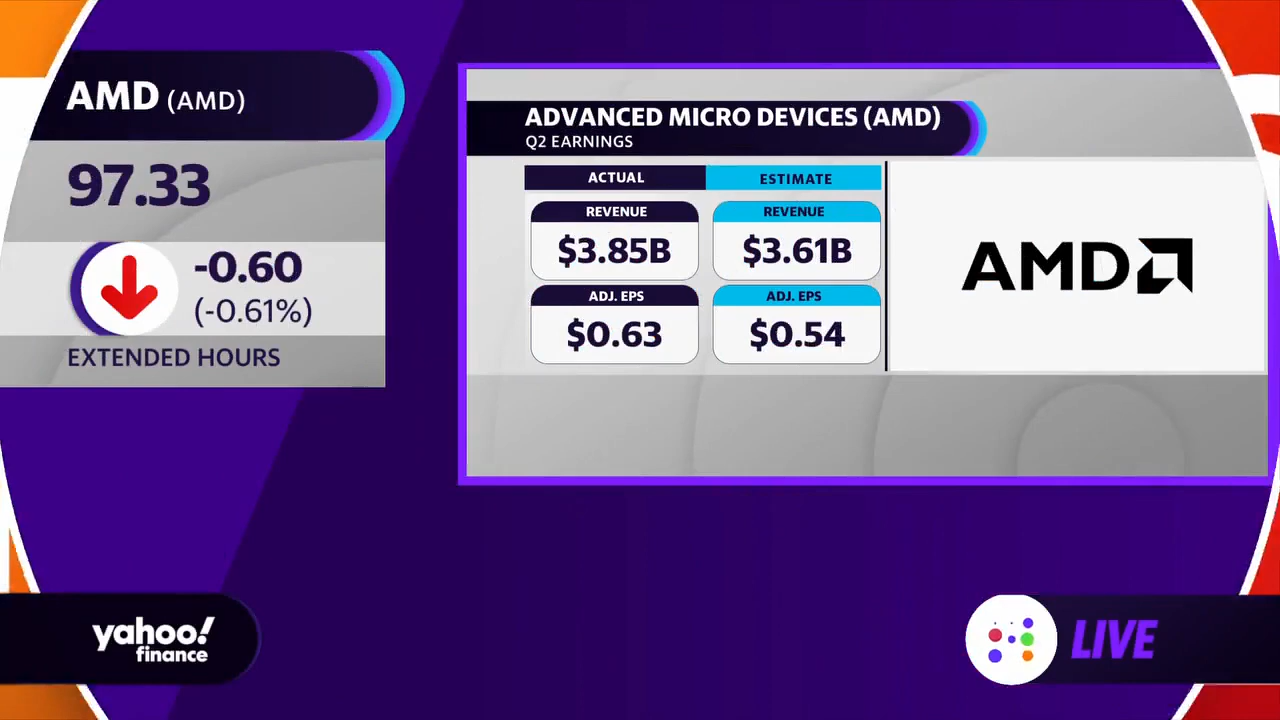 AMD (AMD)
97.33
-0.60
(-0.61%)
EXTENDED HOURS
ADVANCED MICRO DEVICES (AMD)
Q2 EARNINGS
ACTUAL ESTIMATE
REVENUE REVENUE
$3.85B $3.61B
ADJ. EPS ADJ. EPS
$0.63 $0.54
AMD
yahoo!
finance
LIVE